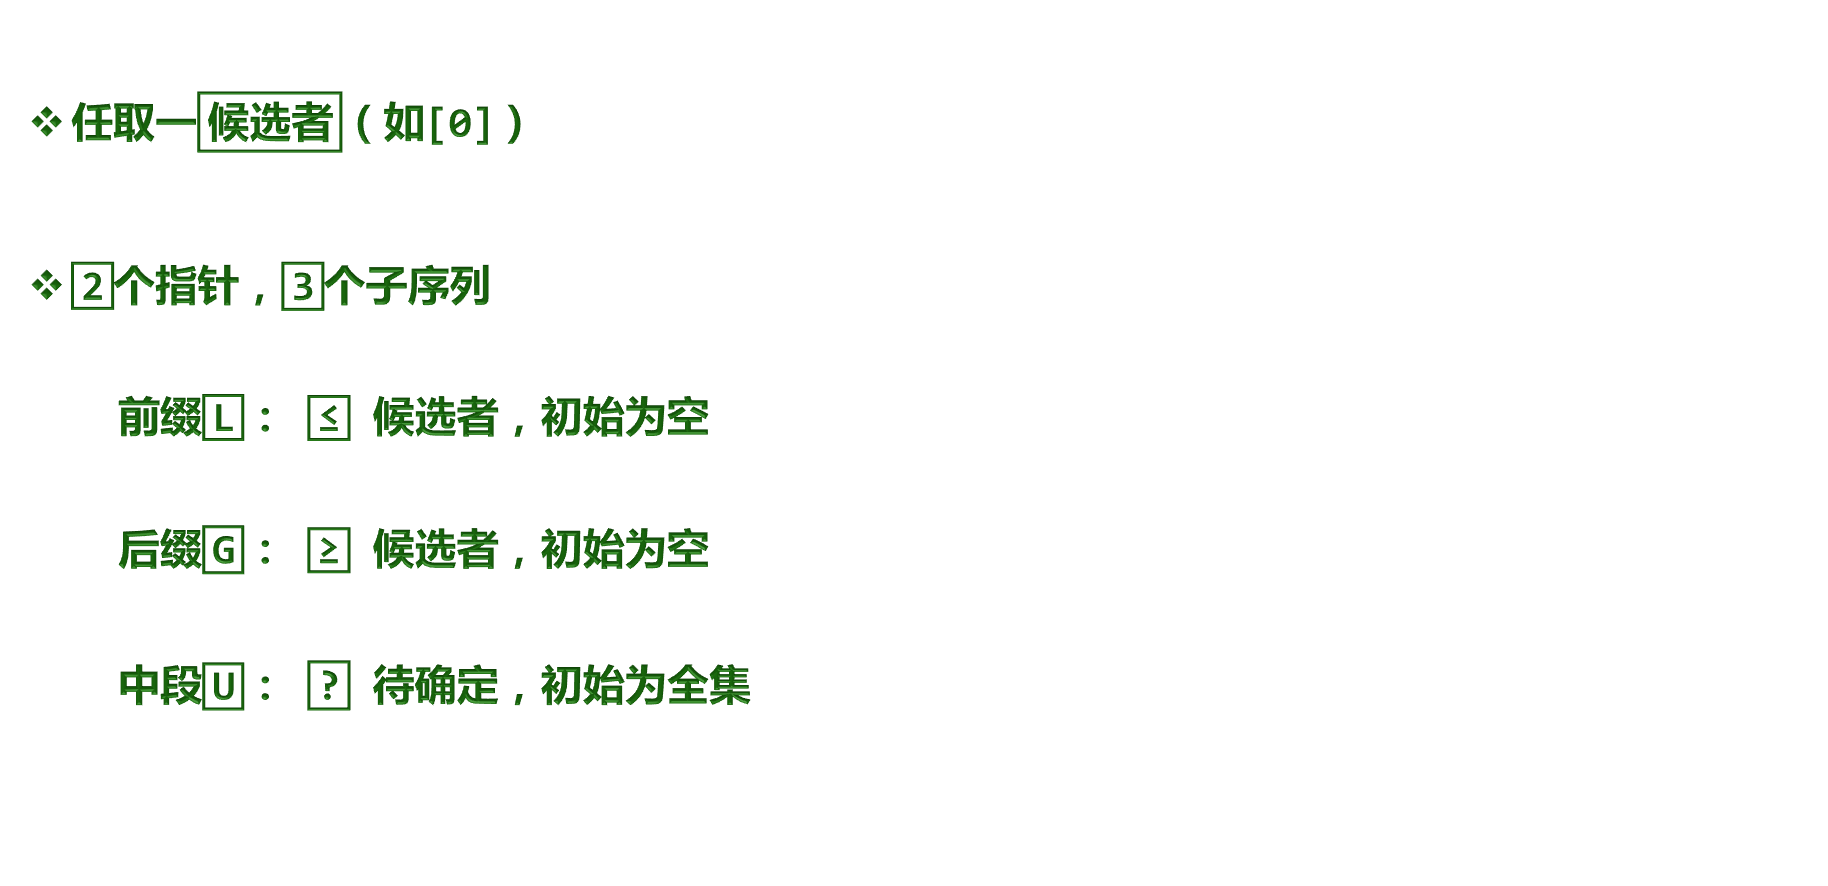 ❖ 任取一候选者（如[0]）
❖ 2个指针，3个子序列
前缀L： ≤ 候选者，初始为空
后缀G： ≥ 候选者，初始为空
中段U： ? 待确定，初始为全集